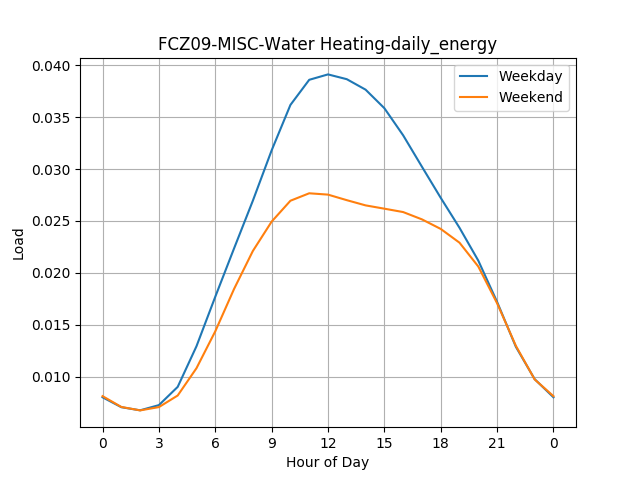 FCZ09-MISC-Water Heating-daily_energy
Load
0.040
0.035
0.030
0.025
0.020
0.015
0.010
Weekday
Weekend
0 3 6 9 12 15 18 21 0
Hour of Day